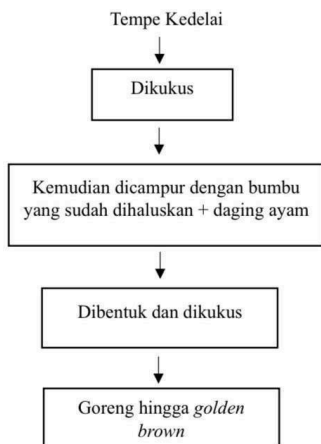 Tempe Kedelai
Dikukus
Kemudian dicampur dengan bumbu
yang sudah dihaluskan + daging ayam
Dibentuk dan dikukus
Goreng hingga golden
brown